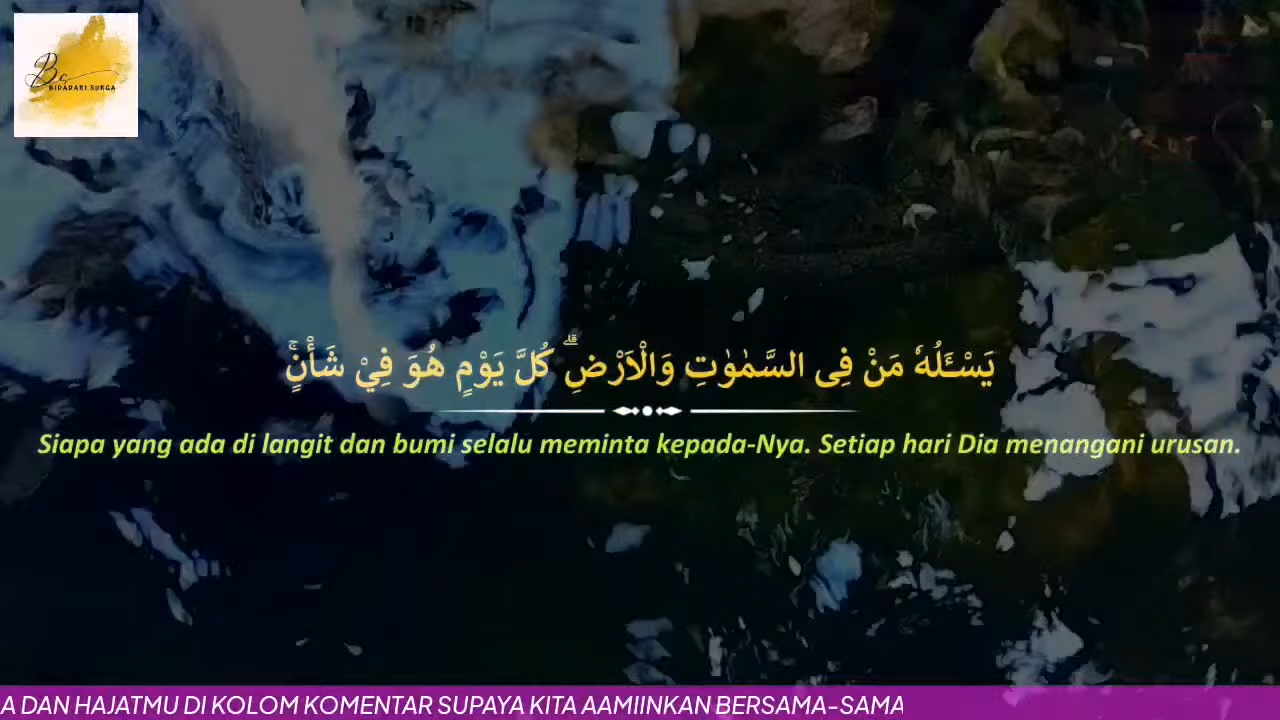 Bs
BIDADARI SURGA
يَسْـَٔلُهٗ مَنْ فِى السَّمٰوٰتِ وَالْاَرْضِۗ كُلَّ يَوْمٍ هُوَ فِيْ شَأْنٍۚ
Siapa yang ada di langit dan bumi selalu meminta kepada-Nya. Setiap hari Dia menangani urusan.
A DAN HAJATMU DI KOLOM KOMENTAR SUPAYA KITA AAMIINKAN BERSAMA-SAMA